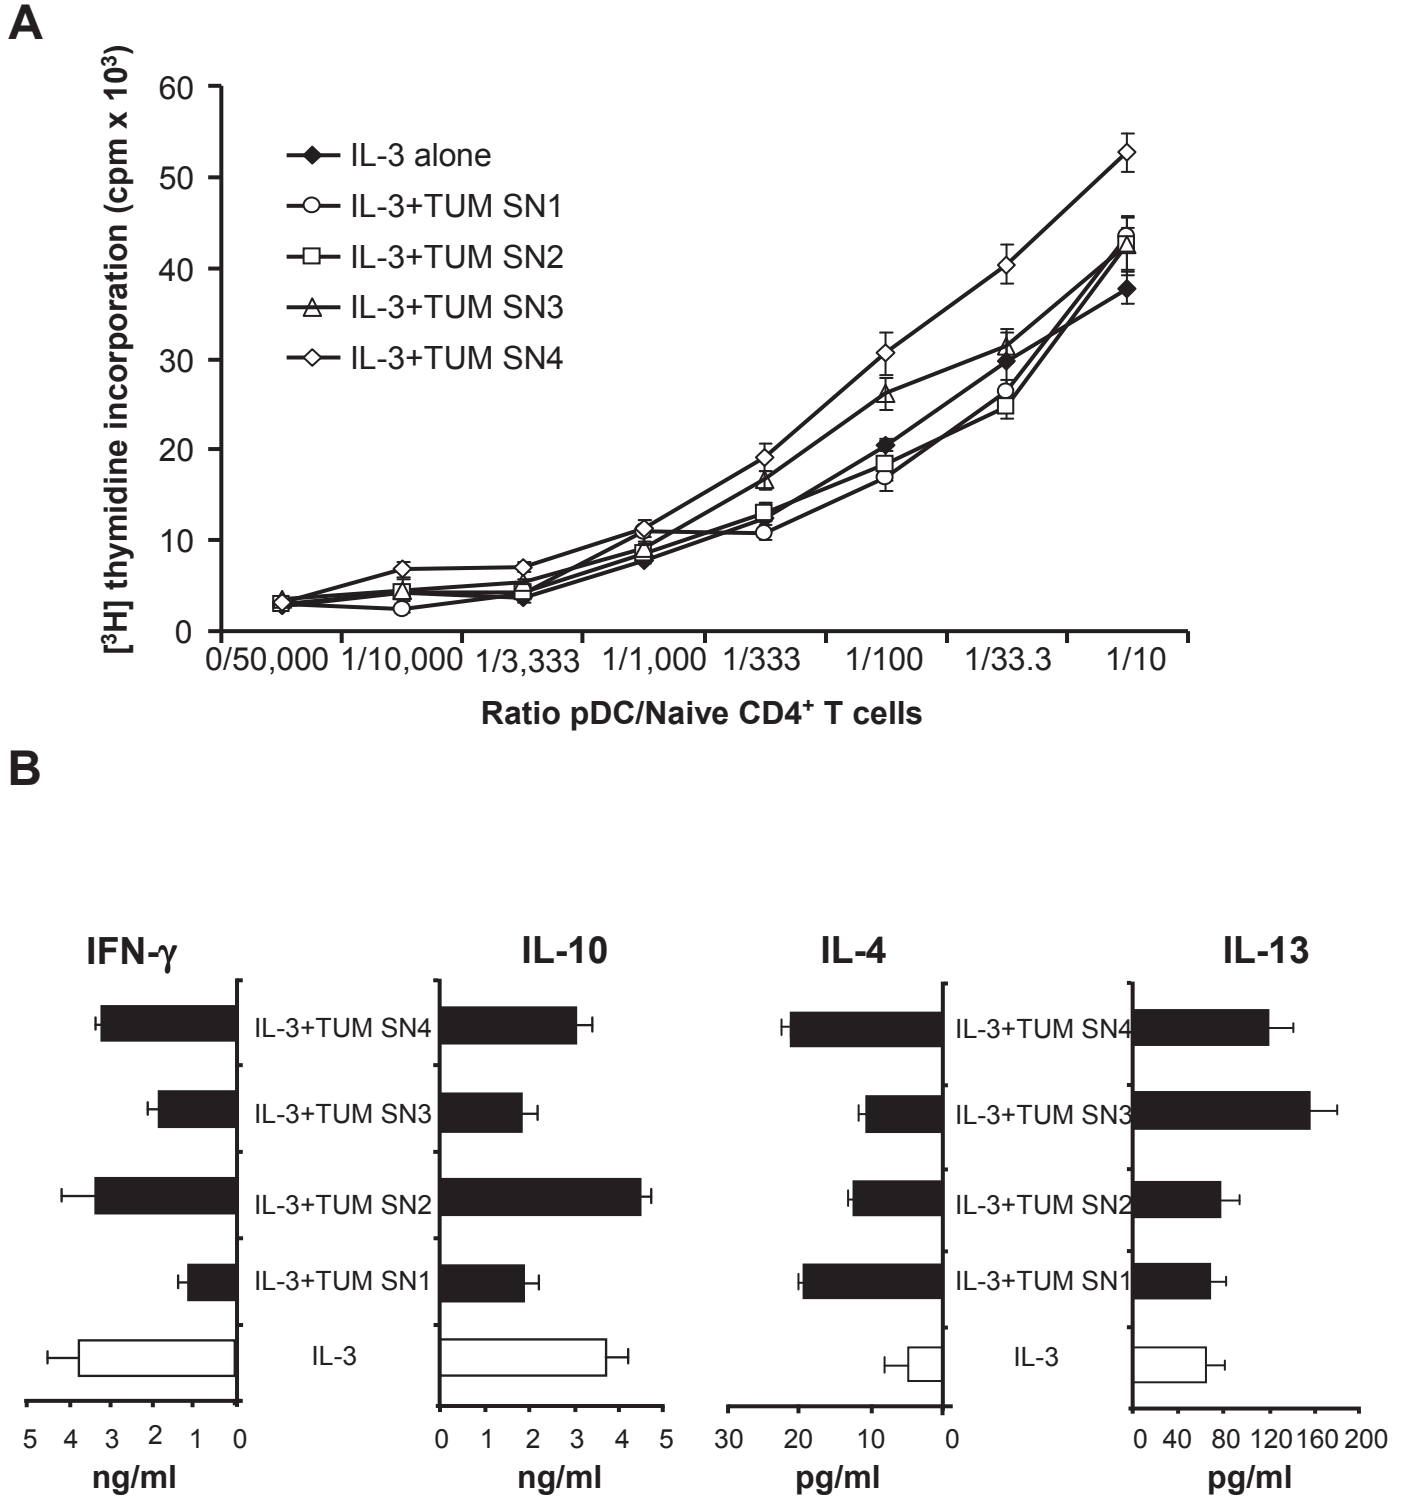 A
[³H] thymidine incorporation (cpm x 10³)
60
50
40
30
20
10
0
IL-3 alone
IL-3+TUM SN1
IL-3+TUM SN2
IL-3+TUM SN3
IL-3+TUM SN4
0/50,000 1/10,000 1/3,333 1/1,000 1/333 1/100 1/33.3 1/10
Ratio pDC/Naive CD4⁺ T cells
B
IFN-γ IL-10 IL-4 IL-13
IL-3+TUM SN4 IL-3+TUM SN4
IL-3+TUM SN3 IL-3+TUM SN3
IL-3+TUM SN2 IL-3+TUM SN2
IL-3+TUM SN1 IL-3+TUM SN1
IL-3 IL-3
5 4 3 2 1 0 0 1 2 3 4 5 30 20 10 0 0 40 80 120 160 200
ng/ml ng/ml pg/ml pg/ml